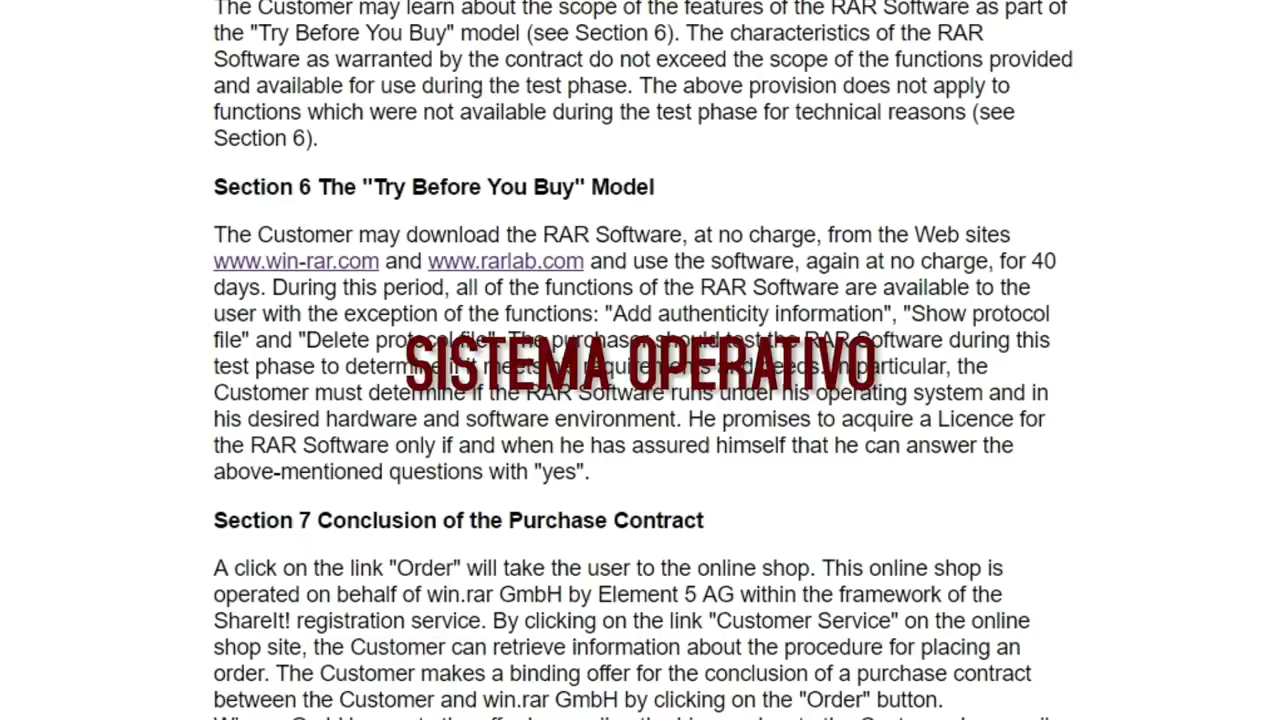 The Customer may learn about the scope of the features of the RAR Software as part of
the "Try Before You Buy" model (see Section 6). The characteristics of the RAR
Software as warranted by the contract do not exceed the scope of the functions provided
and available for use during the test phase. The above provision does not apply to
functions which were not available during the test phase for technical reasons (see
Section 6).
Section 6 The "Try Before You Buy" Model
The Customer may download the RAR Software, at no charge, from the Web sites
www.win-rar.com and www.rarlab.com and use the software, again at no charge, for 40
days. During this period, all of the functions of the RAR Software are available to the
user with the exception of the functions: "Add authenticity information", "Show protocol
file" and "Delete protocol file". The purchaser should test the RAR Software during this
test phase to determine if it meets his requirements and needs. In particular, the
SISTEMA OPERATIVO
Customer must determine if the RAR Software runs under his operating system and in
his desired hardware and software environment. He promises to acquire a Licence for
the RAR Software only if and when he has assured himself that he can answer the
above-mentioned questions with "yes".
Section 7 Conclusion of the Purchase Contract
A click on the link "Order" will take the user to the online shop. This online shop is
operated on behalf of win.rar GmbH by Element 5 AG within the framework of the
ShareIt! registration service. By clicking on the link "Customer Service" on the online
shop site, the Customer can retrieve information about the procedure for placing an
order. The Customer makes a binding offer for the conclusion of a purchase contract
between the Customer and win.rar GmbH by clicking on the "Order" button.